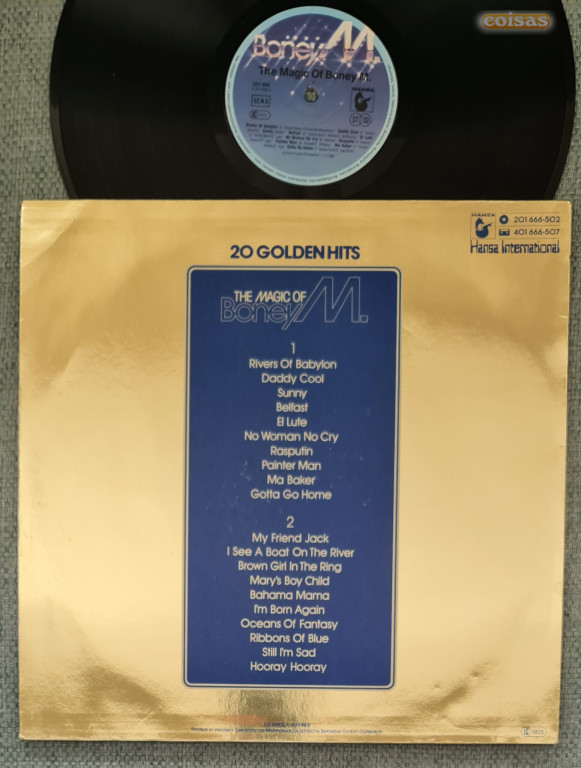 coisas
Boney M.
The Magic Of Boney M.
HANSA
HANSA
201 666-502
401 666-507
Hansa International
20 GOLDEN HITS
THE MAGIC OF
Boney M.
1
Rivers Of Babylon
Daddy Cool
Sunny
Belfast
El Lute
No Woman No Cry
Rasputin
Painter Man
Ma Baker
Gotta Go Home
2
My Friend Jack
I See A Boat On The River
Brown Girl In The Ring
Mary's Boy Child
Bahama Mama
I'm Born Again
Oceans Of Fantasy
Ribbons Of Blue
Still I'm Sad
Hooray Hooray